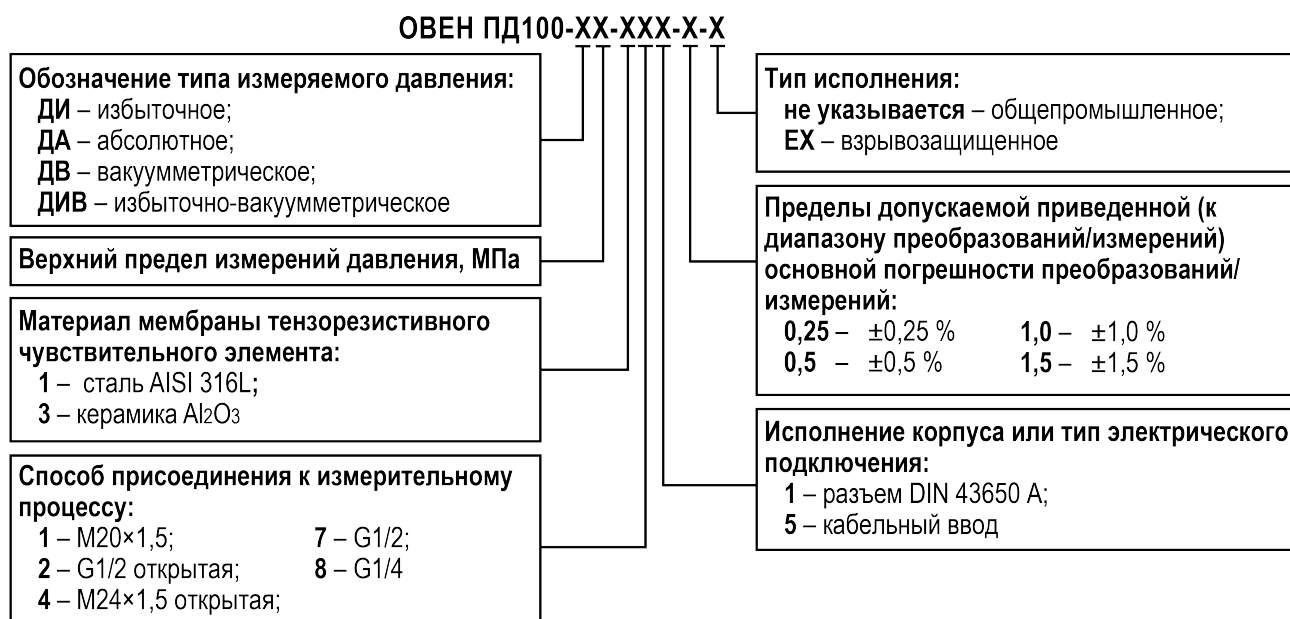 ОВЕН ПД100-ХХ-ХХХ-Х-Х
Обозначение типа измеряемого давления:
ДИ – избыточное;
ДА – абсолютное;
ДВ – вакуумметрическое;
ДИВ – избыточно-вакуумметрическое
Верхний предел измерений давления, МПа
Материал мембраны тензорезистивного
чувствительного элемента:
1 – сталь AISI 316L;
3 – керамика Al2O3
Способ присоединения к измерительному
процессу:
1 – M20×1,5; 7 – G1/2;
2 – G1/2 открытая; 8 – G1/4
4 – M24×1,5 открытая;
Тип исполнения:
не указывается – общепромышленное;
ЕХ – взрывозащищенное
Пределы допускаемой приведенной (к
диапазону преобразований/измерений)
основной погрешности преобразований/
измерений:
0,25 – ±0,25 % 1,0 – ±1,0 %
0,5 – ±0,5 % 1,5 – ±1,5 %
Исполнение корпуса или тип электрического
подключения:
1 – разъем DIN 43650 A;
5 – кабельный ввод